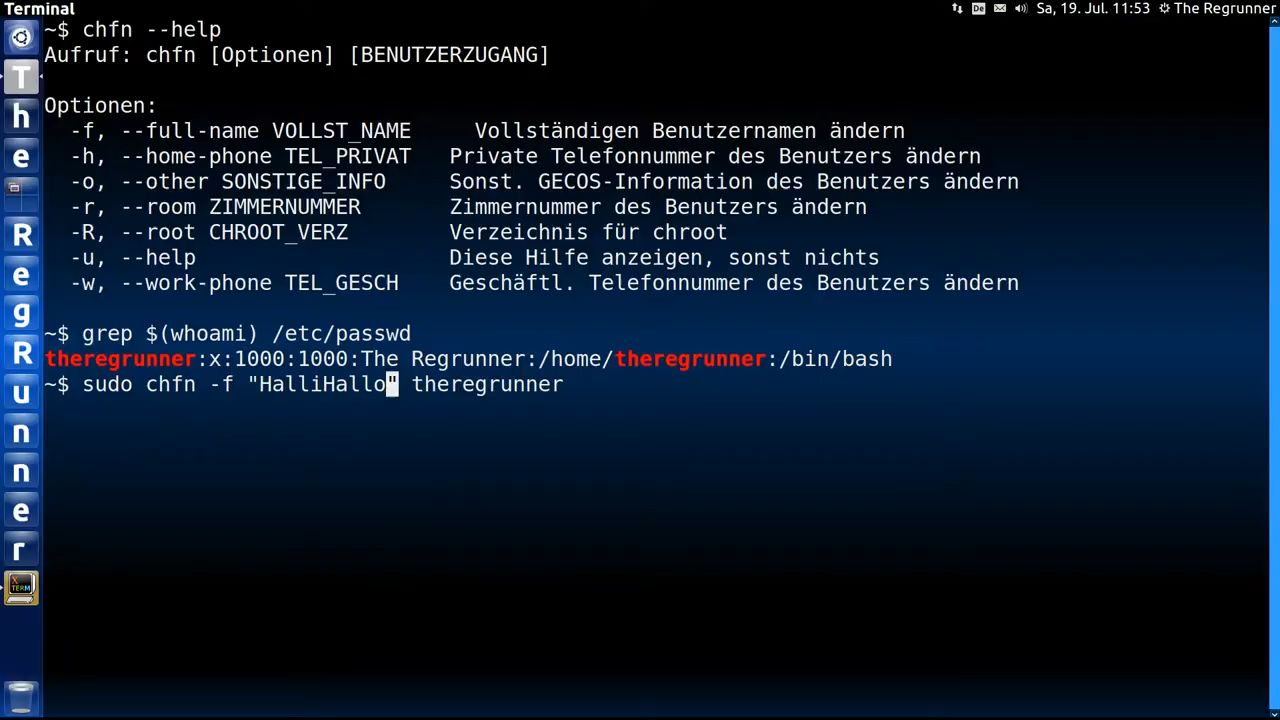 Terminal
De
Sa, 19. Jul. 11:53
The Regrunner
~$ chfn --help
Aufruf: chfn [Optionen] [BENUTZERZUGANG]
Optionen:
-f, --full-name VOLLST_NAME     Vollständigen Benutzernamen ändern
-h, --home-phone TEL_PRIVAT   Private Telefonnummer des Benutzers ändern
-o, --other SONSTIGE_INFO     Sonst. GECOS-Information des Benutzers ändern
-r, --room ZIMMERNUMMER       Zimmernummer des Benutzers ändern
-R, --root CHROOT_VERZ        Verzeichnis für chroot
-u, --help                    Diese Hilfe anzeigen, sonst nichts
-w, --work-phone TEL_GESCH    Geschäftl. Telefonnummer des Benutzers ändern
~$ grep $(whoami) /etc/passwd
theregrunner:x:1000:1000:The Regrunner:/home/theregrunner:/bin/bash
~$ sudo chfn -f "HalliHallo" theregrunner
T
h
e
R
e
g
R
u
n
n
e
r
X
TERM